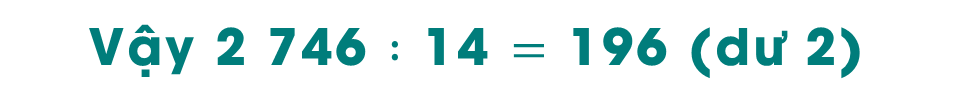 Vậy 2 746 : 14 = 196 (dư 2)